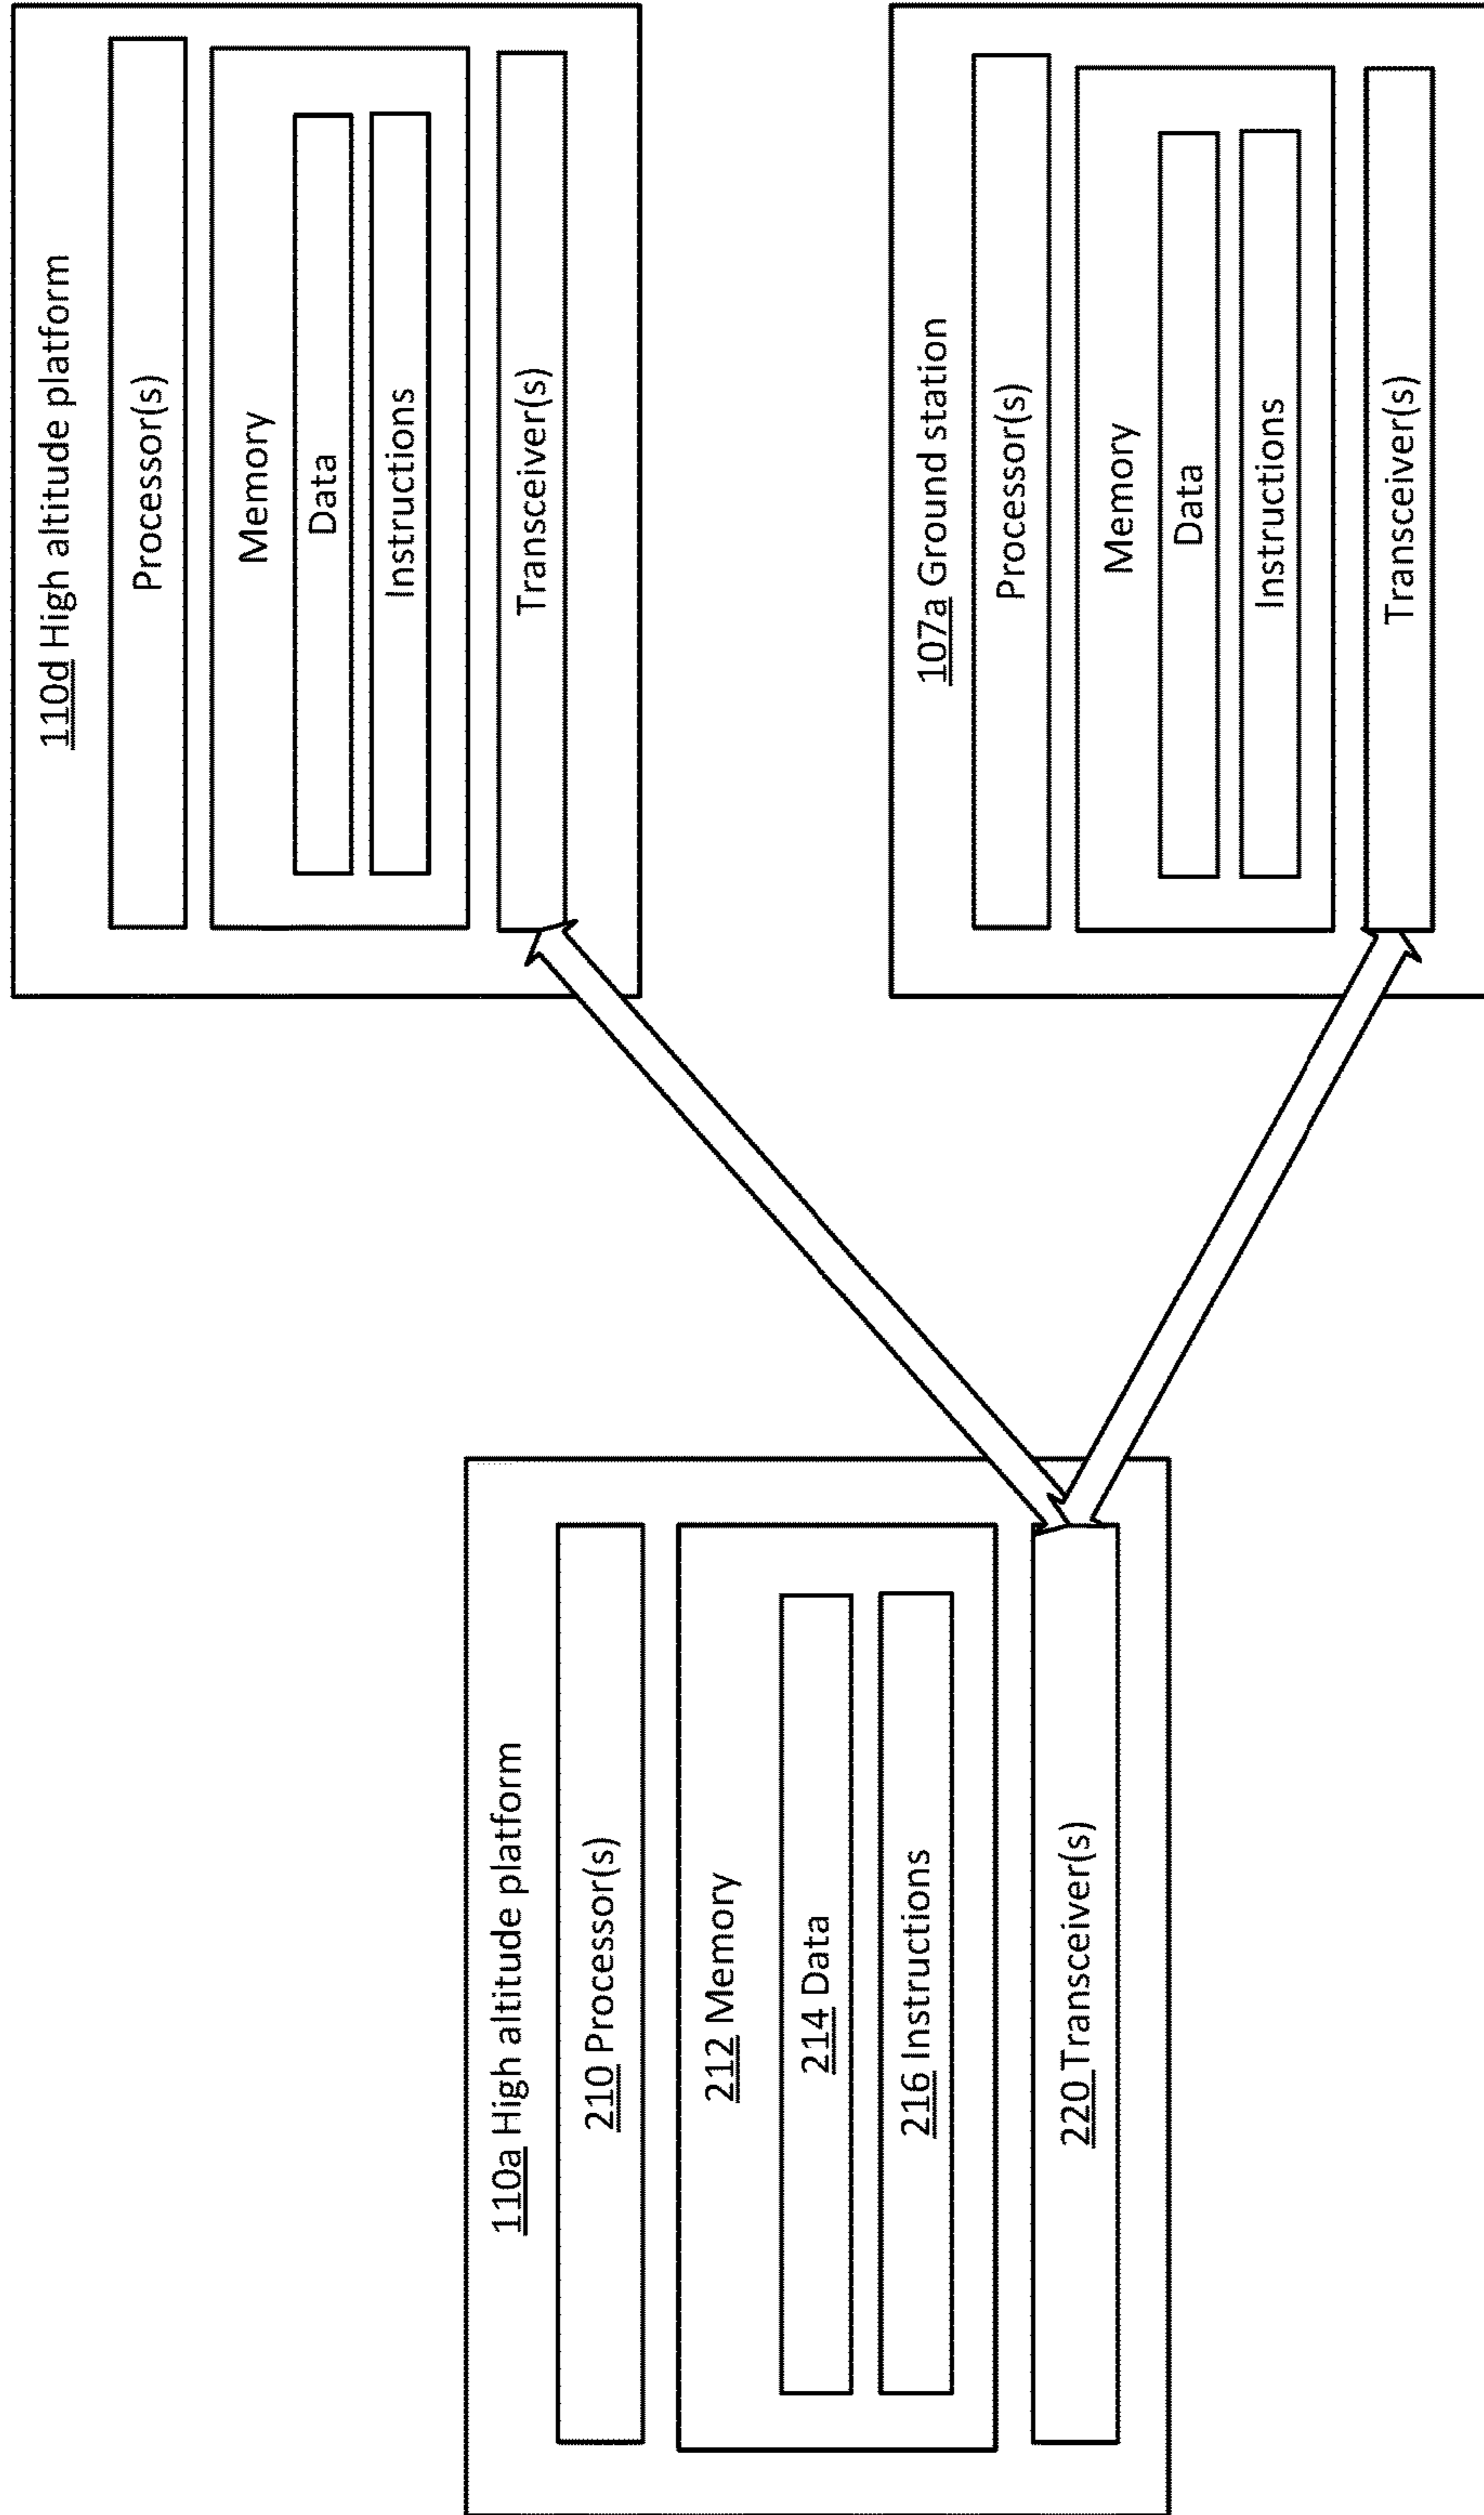 110a High altitude platform
210 Processor(s)
212 Memory
214 Data
216 Instructions
220 Transceiver(s)
110d High altitude platform
Processor(s)
Memory
Data
Instructions
Transceiver(s)
107a Ground station
Processor(s)
Memory
Data
Instructions
Transceiver(s)